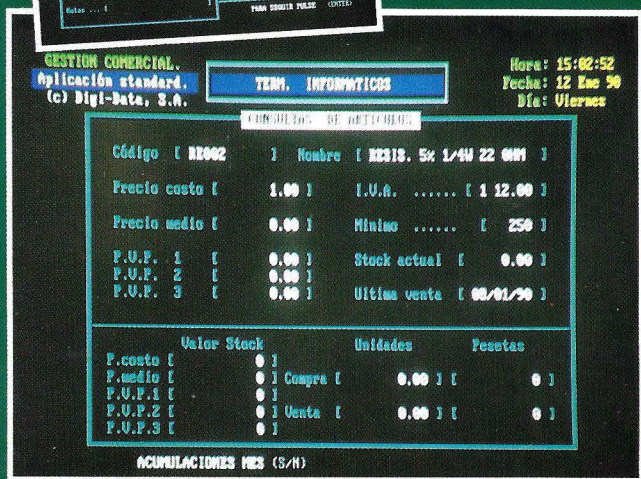 Notas ... [ ]
PARA SEGUIR PULSE (ENTER)
GESTION COMERCIAL.
Aplicación standard.
(c) Digi-Data, S.A.
TERM. INFORMATICOS
Hora: 15:02:52
Fecha: 12 Ene 90
Día: Viernes
CONSULTAS DE ARTICULOS
Código [ RE002 ] Nombre [ RESIS. 5% 1/4W 22 OHM ]
Precio costo [ 1.00 ] I.V.A. ...... [ 1 12.00 ]
Precio medio [ 0.00 ] Mínimo ...... [ 250 ]
P.V.P. 1 [ 0.00 ] Stock actual [ 0.00 ]
P.V.P. 2 [ 0.00 ]
P.V.P. 3 [ 0.00 ] Ultima venta [ 08/01/90 ]
Valor Stock Unidades Pesetas
P.costo [ 0 ]
P.medio [ 0 ] Compra [ 0.00 ] [ 0 ]
P.V.P.1 [ 0 ]
P.V.P.2 [ 0 ] Venta [ 0.00 ] [ 0 ]
P.V.P.3 [ 0 ]
ACUMULACIONES MES (S/N)